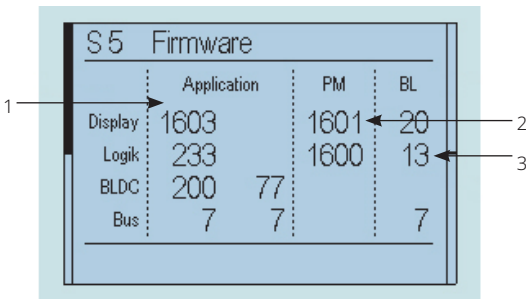 S 5 Firmware
Application PM BL
1
Display 1603 1601 20
2
Logik 233 1600 13
3
BLDC 200 77
Bus 7 7 7